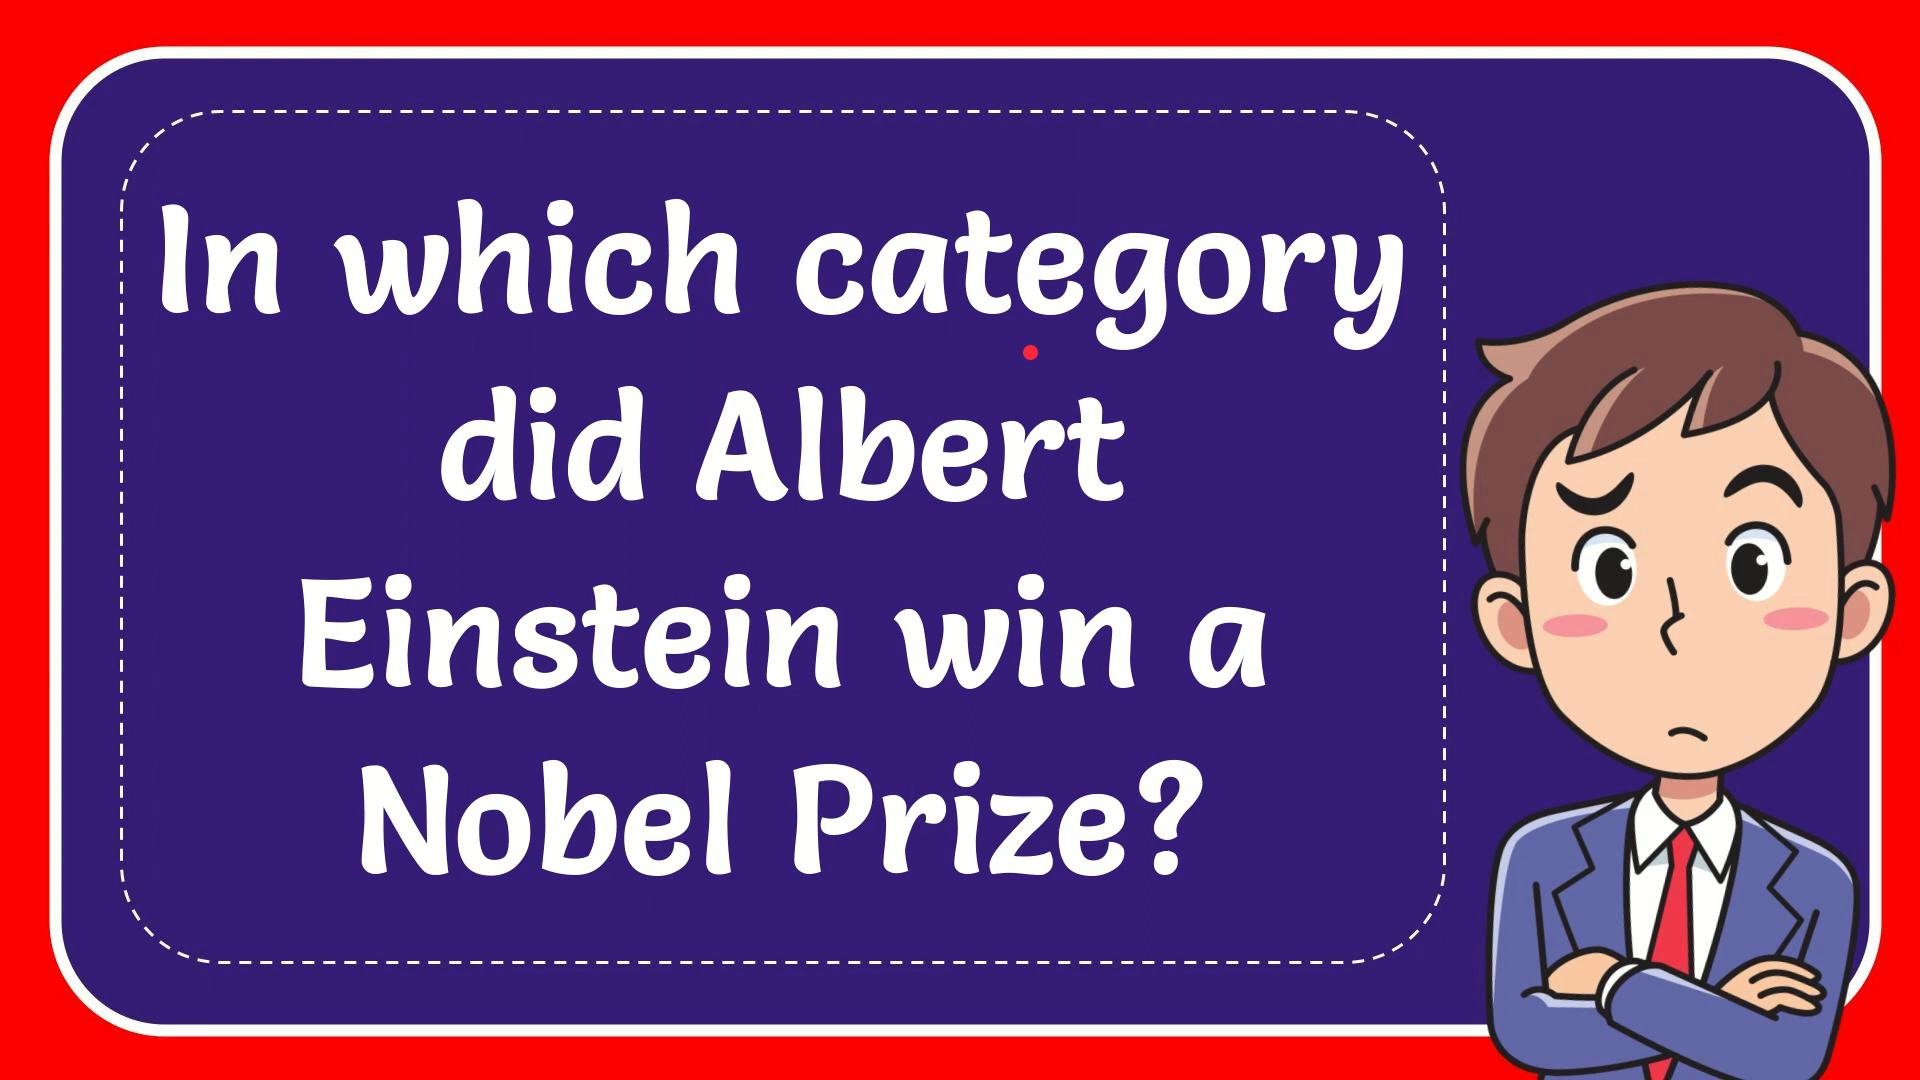 In which category
did Albert
Einstein win a
Nobel Prize?